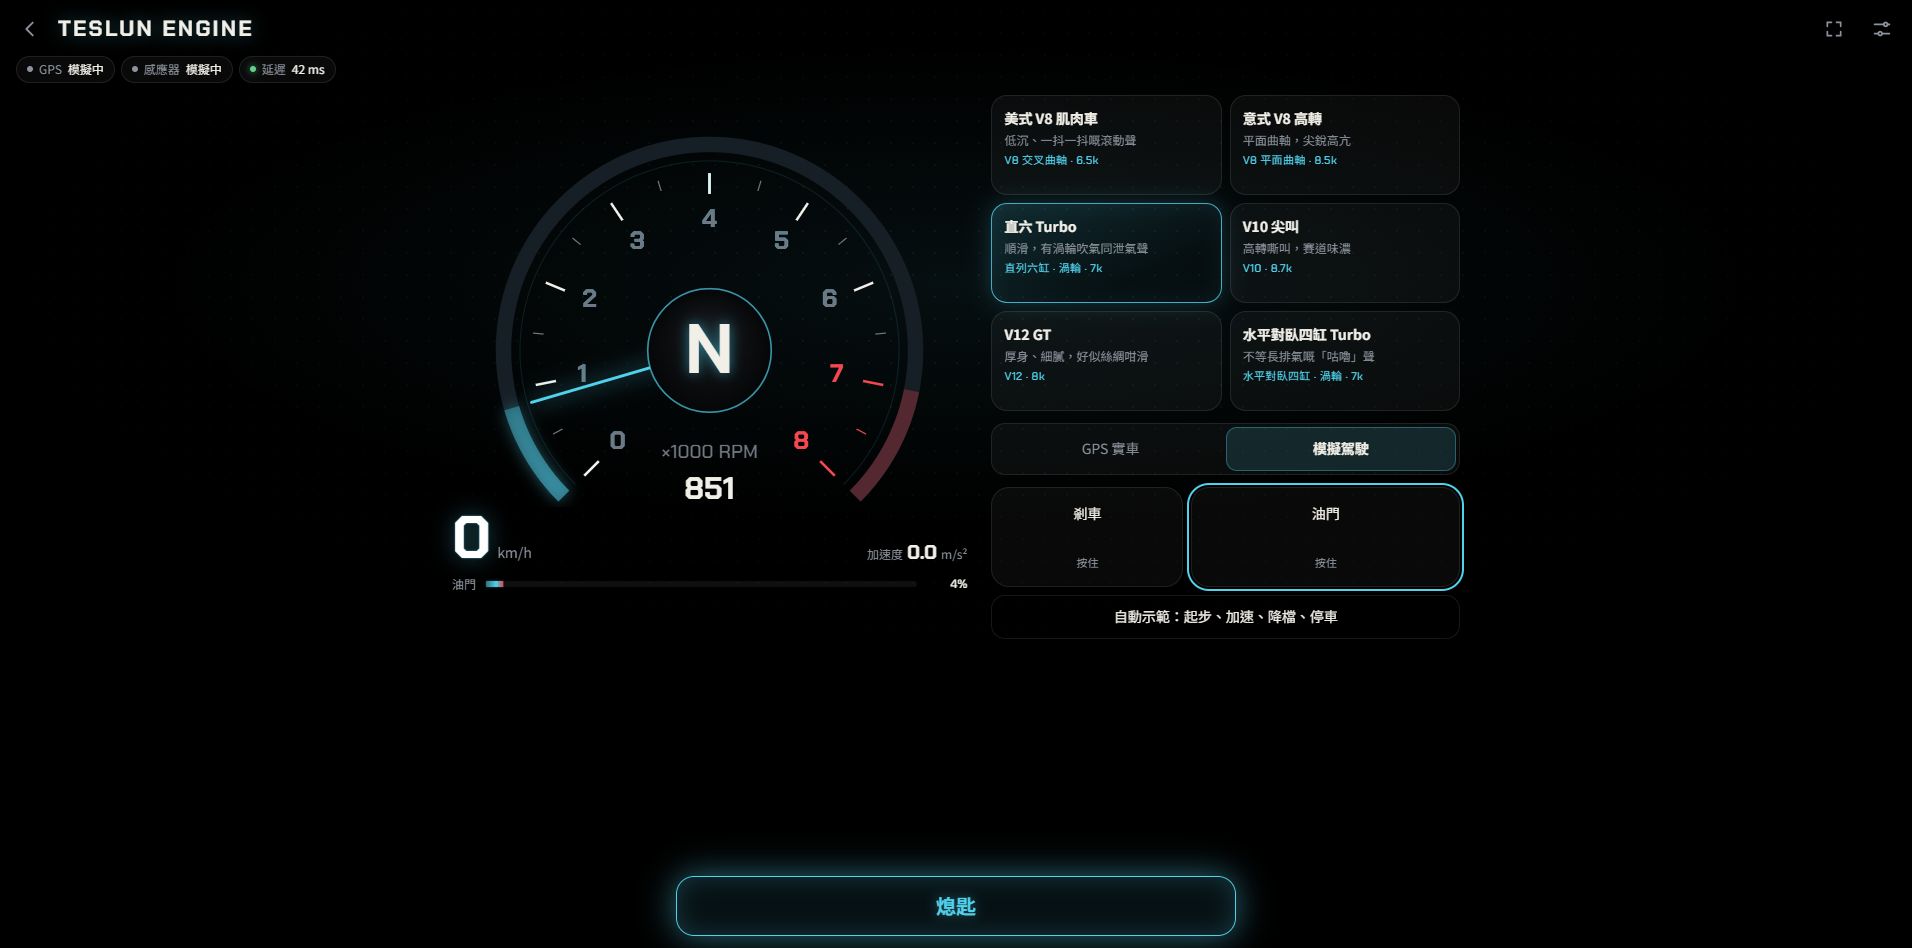 TESLUN ENGINE
GPS 模擬中
感應器 模擬中
延遲 42 ms
0
1
2
3
4
5
6
7
8
N
×1000 RPM
851
0 km/h
加速度 0.0 m/s²
油門 4%
美式 V8 肌肉車
低沉、一抖一抖嘅滾動聲
V8 交叉曲軸 · 6.5k
意式 V8 高轉
平面曲軸，尖銳高亢
V8 平面曲軸 · 8.5k
直六 Turbo
順滑，有渦輪吹氣同泄氣聲
直列六缸 · 渦輪 · 7k
V10 尖叫
高轉嘶叫，賽道味濃
V10 · 8.7k
V12 GT
厚身、細膩，好似絲綢咁滑
V12 · 8k
水平對臥四缸 Turbo
不等長排氣嘅「咕嚕」聲
水平對臥四缸 · 渦輪 · 7k
GPS 實車
模擬駕駛
剎車
按住
油門
按住
自動示範：起步、加速、降檔、停車
熄匙